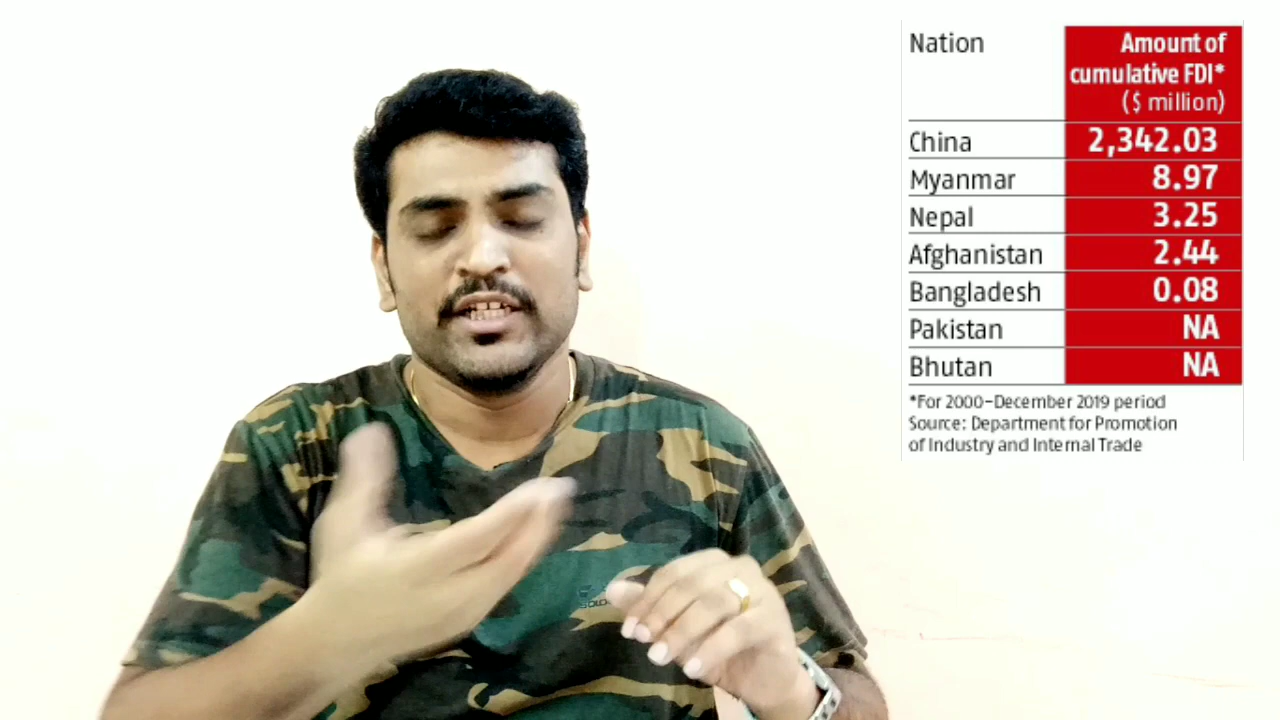 Nation
Amount of
cumulative FDI*
($ million)
China 2,342.03
Myanmar 8.97
Nepal 3.25
Afghanistan 2.44
Bangladesh 0.08
Pakistan NA
Bhutan NA
*For 2000-December 2019 period
Source: Department for Promotion
of Industry and Internal Trade